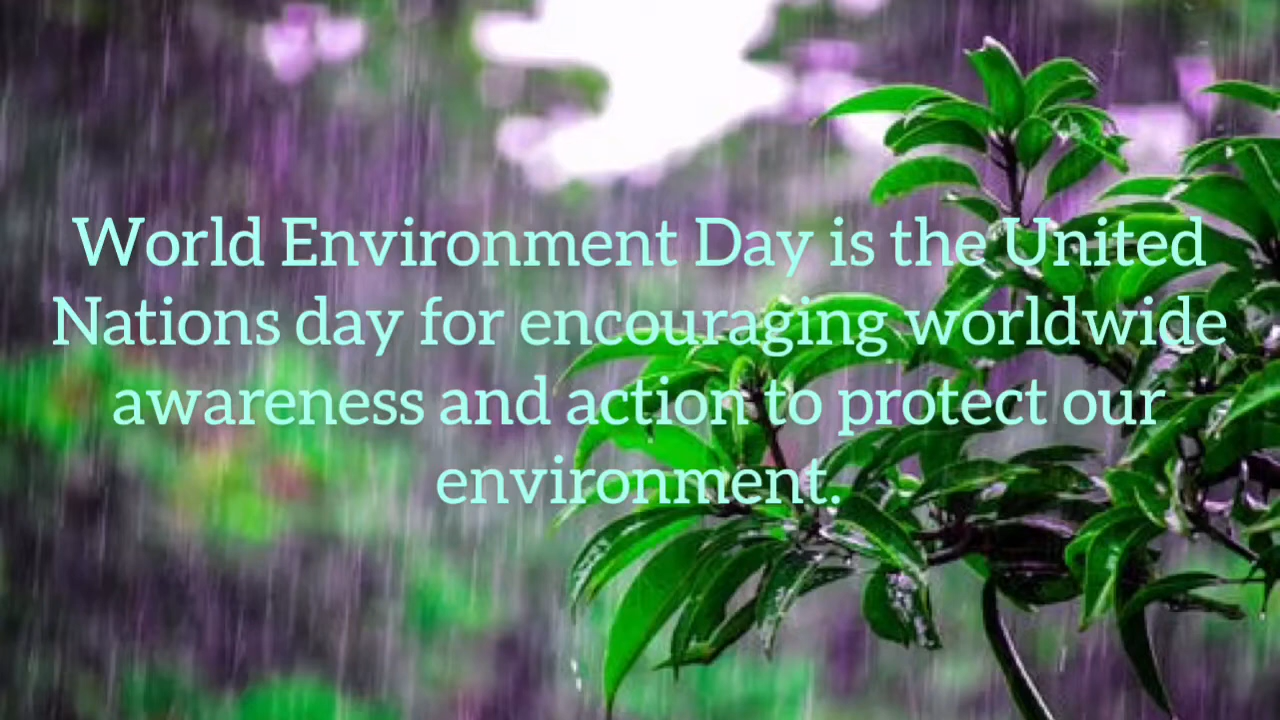 World Environment Day is the United
Nations day for encouraging worldwide
awareness and action to protect our
environment.